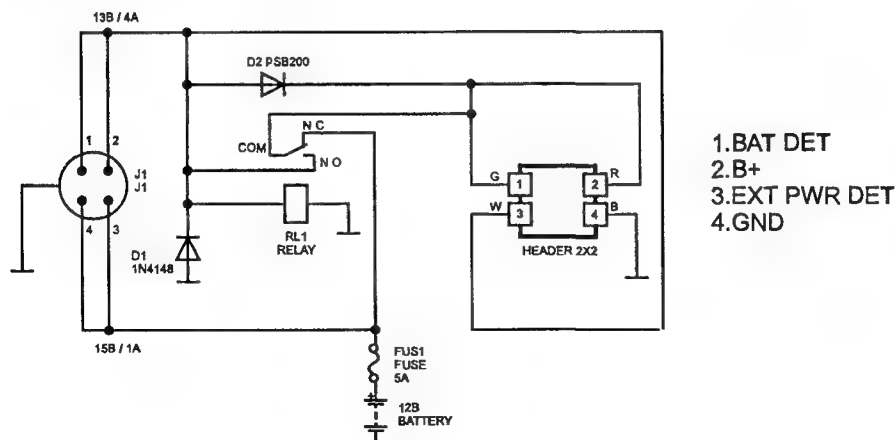 13B / 4A
D2 PSB200
N C
COM
N O
1
2
J1
J1
4
3
RL1
RELAY
D1
1N4148
15B / 1A
FUS1
FUSE
5A
+
12B
BATTERY
G
1
2
R
W
3
4
B
HEADER 2X2
1.BAT DET
2.B+
3.EXT PWR DET
4.GND